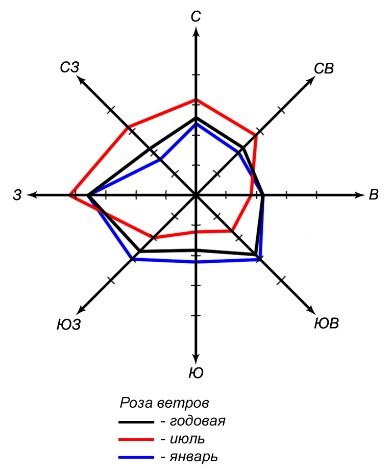 С
СЗ
СВ
З
В
ЮЗ
ЮВ
Ю
Роза ветров
- годовая
- июль
- январь